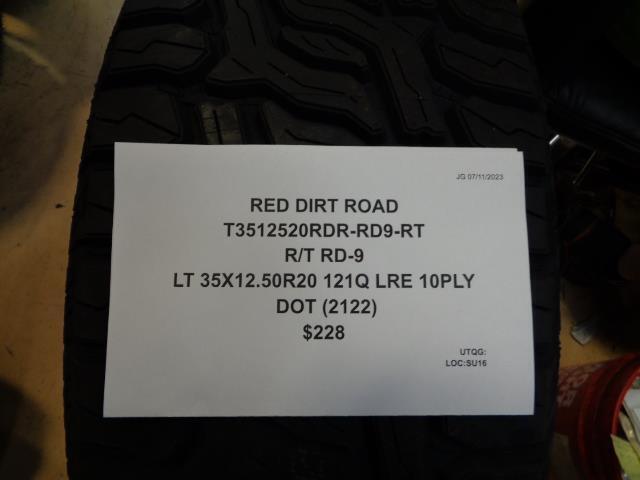 JG 07/11/2023
RED DIRT ROAD
T3512520RDR-RD9-RT
R/T RD-9
LT 35X12.50R20 121Q LRE 10PLY
DOT (2122)
$228
UTQG:
LOC:SU16